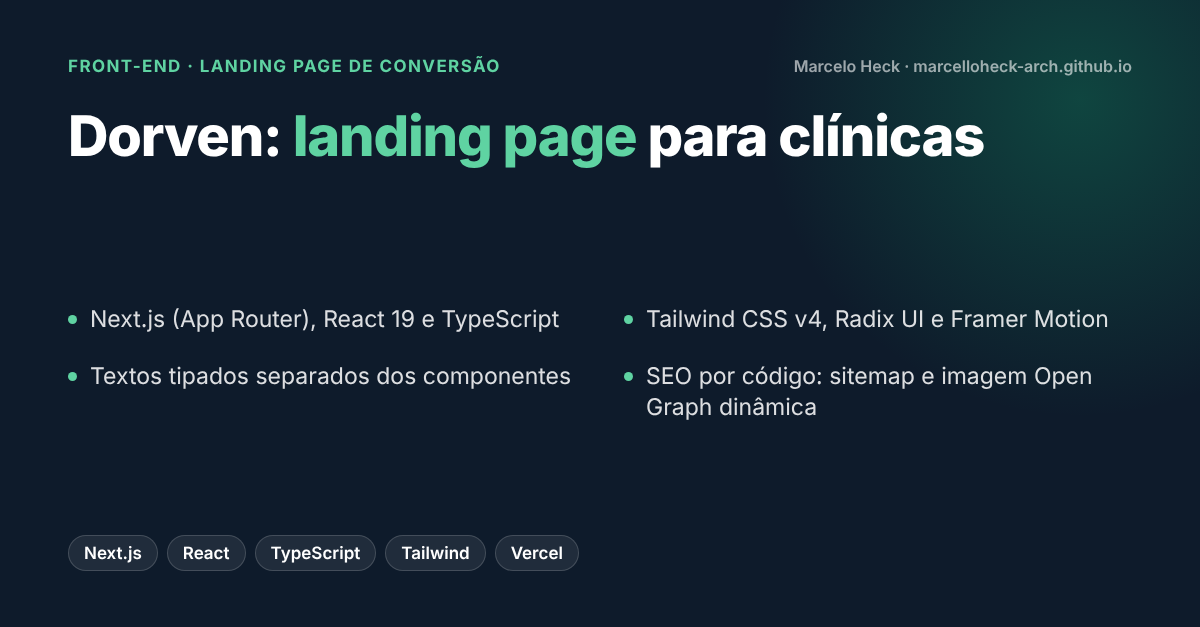 FRONT-END · LANDING PAGE DE CONVERSÃO
Marcelo Heck · marcelloheck-arch.github.io
Dorven: landing page para clínicas
Next.js (App Router), React 19 e TypeScript
Tailwind CSS v4, Radix UI e Framer Motion
Textos tipados separados dos componentes
SEO por código: sitemap e imagem Open
Graph dinâmica
Next.js
React
TypeScript
Tailwind
Vercel